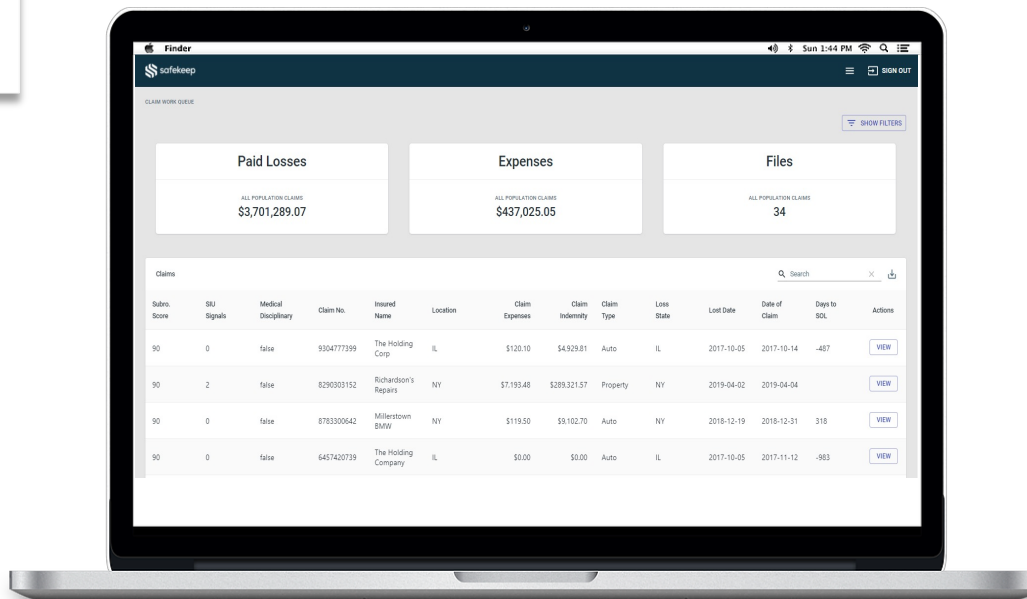 Finder
Sun 1:44 PM
safekeep
SIGN OUT
CLAIM WORK QUEUE
SHOW FILTERS
Paid Losses
ALL POPULATION CLAIMS
$3,701,289.07
Expenses
ALL POPULATION CLAIMS
$437,025.05
Files
ALL POPULATION CLAIMS
34
Claims
Search
Subro. Score SIU Signals Medical Disciplinary Claim No. Insured Name Location Claim Expenses Claim Indemnity Claim Type Loss State Lost Date Date of Claim Days to SOL Actions
90 0 false 9304777399 The Holding Corp IL $120.10 $4,929.81 Auto IL 2017-10-05 2017-10-14 -487 VIEW
90 2 false 8290303152 Richardson's Repairs NY $7,193.48 $289,321.57 Property NY 2019-04-02 2019-04-04 VIEW
90 0 false 8783300642 Millerstown BMW NY $119.50 $9,102.70 Auto NY 2018-12-19 2018-12-31 318 VIEW
90 0 false 6457420739 The Holding Company IL $0.00 $0.00 Auto IL 2017-10-05 2017-11-12 -983 VIEW